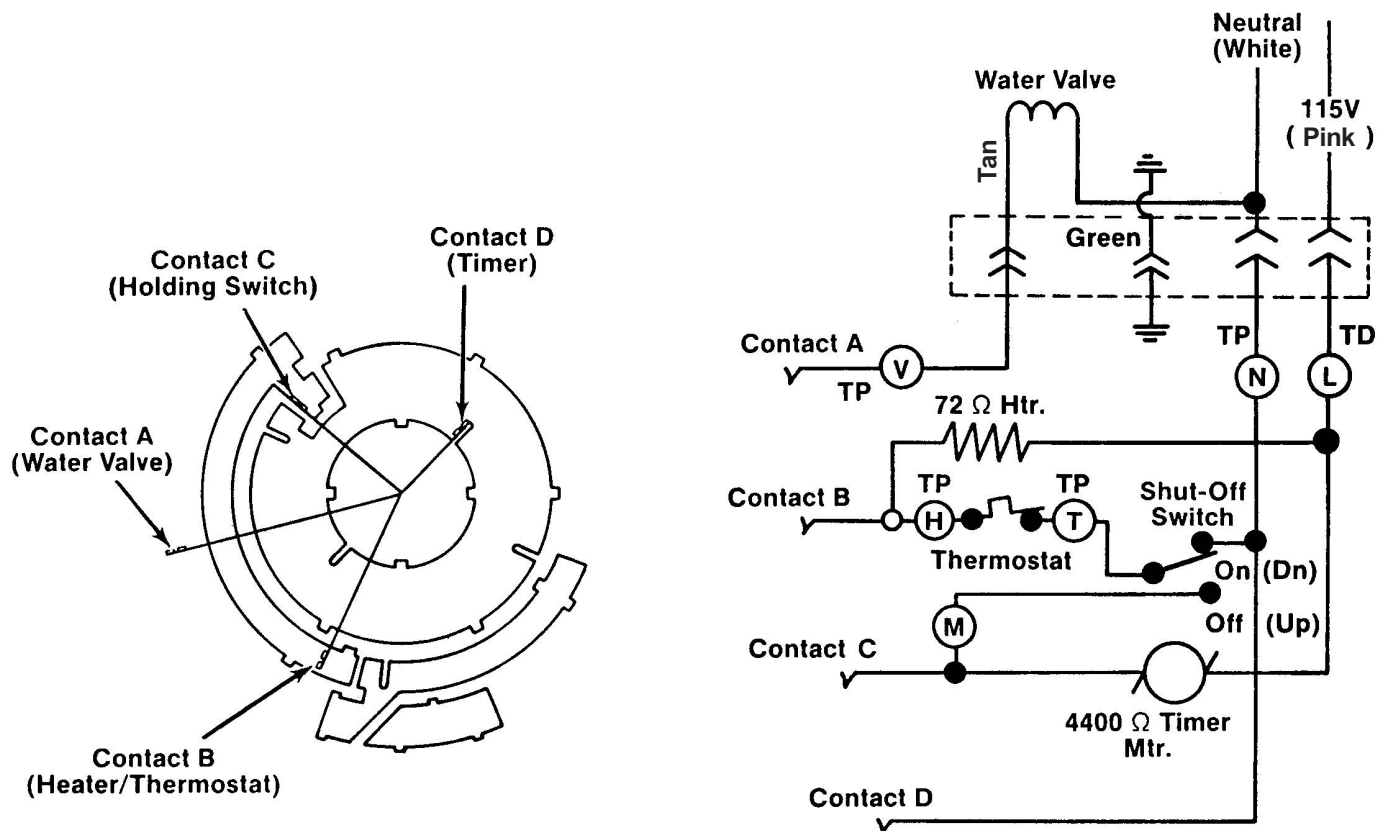 Contact D
(Timer)
Contact C
(Holding Switch)
Contact A
(Water Valve)
Contact B
(Heater/Thermostat)
Neutral
(White)
115V
( Pink )
Water Valve
Tan
Green
TP
TD
Contact A
TP
V
N
L
72 Ω Htr.
Contact B
TP
H
TP
T
Thermostat
Shut-Off
Switch
On (Dn)
Off (Up)
M
Contact C
4400 Ω Timer
Mtr.
Contact D